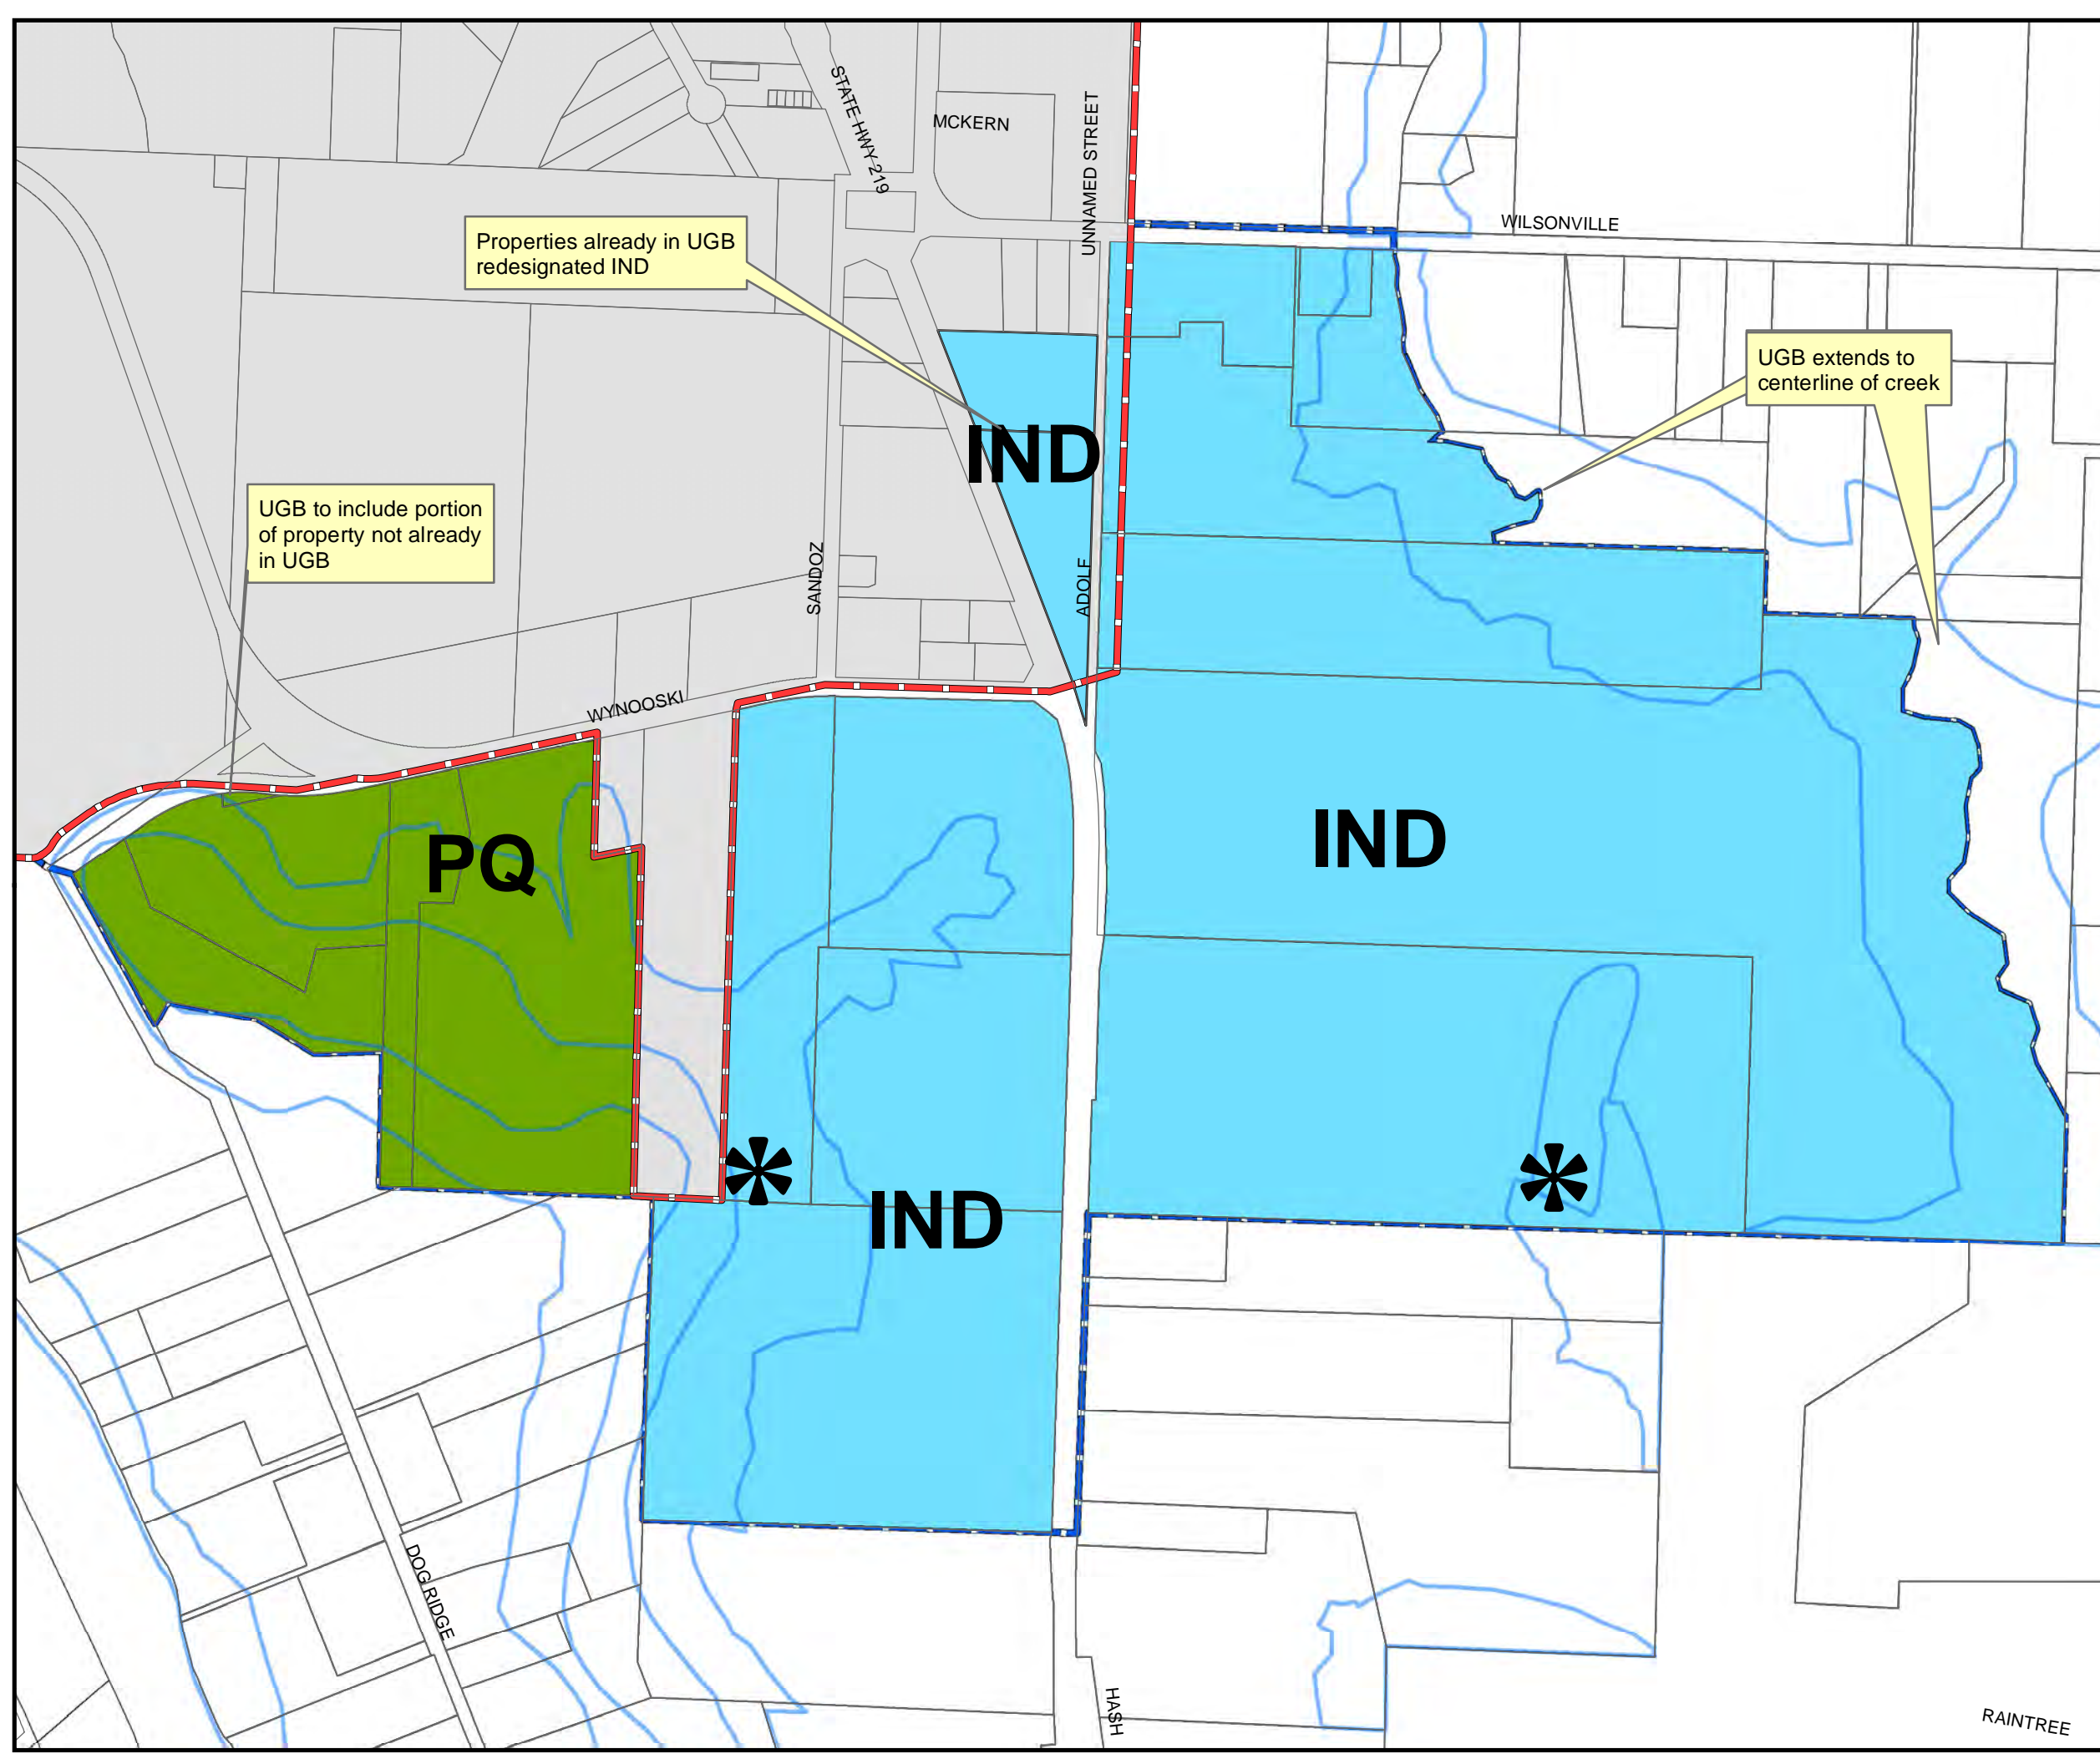 STATE HWY 219
MCKERN
UNNAMED STREET
WILSONVILLE
Properties already in UGB
redesignated IND
UGB extends to
centerline of creek
IND
UGB to include portion
of property not already
in UGB
SANDOZ
ADOLF
WYNOOSKI
PQ
IND
IND
DOG RIDGE
HASH
RAINTREE